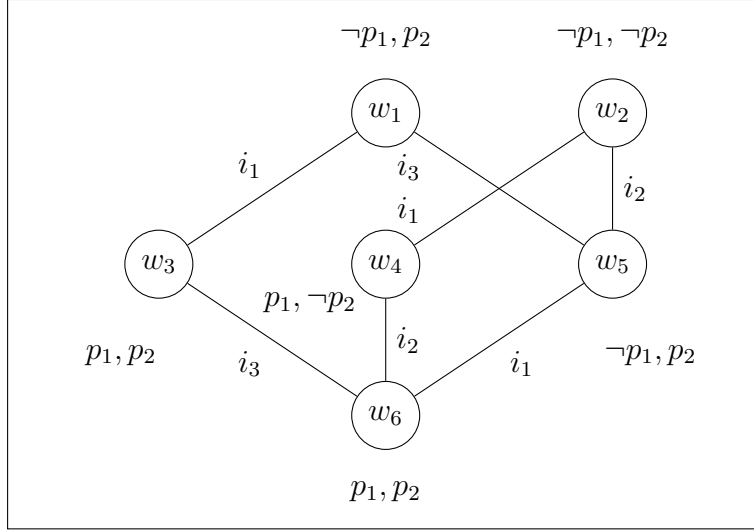 ¬p₁, p₂
¬p₁, ¬p₂
w₁
w₂
i₁
i₃
i₂
i₁
w₃
w₄
w₅
p₁, ¬p₂
p₁, p₂
i₃
i₂
i₁
¬p₁, p₂
w₆
p₁, p₂